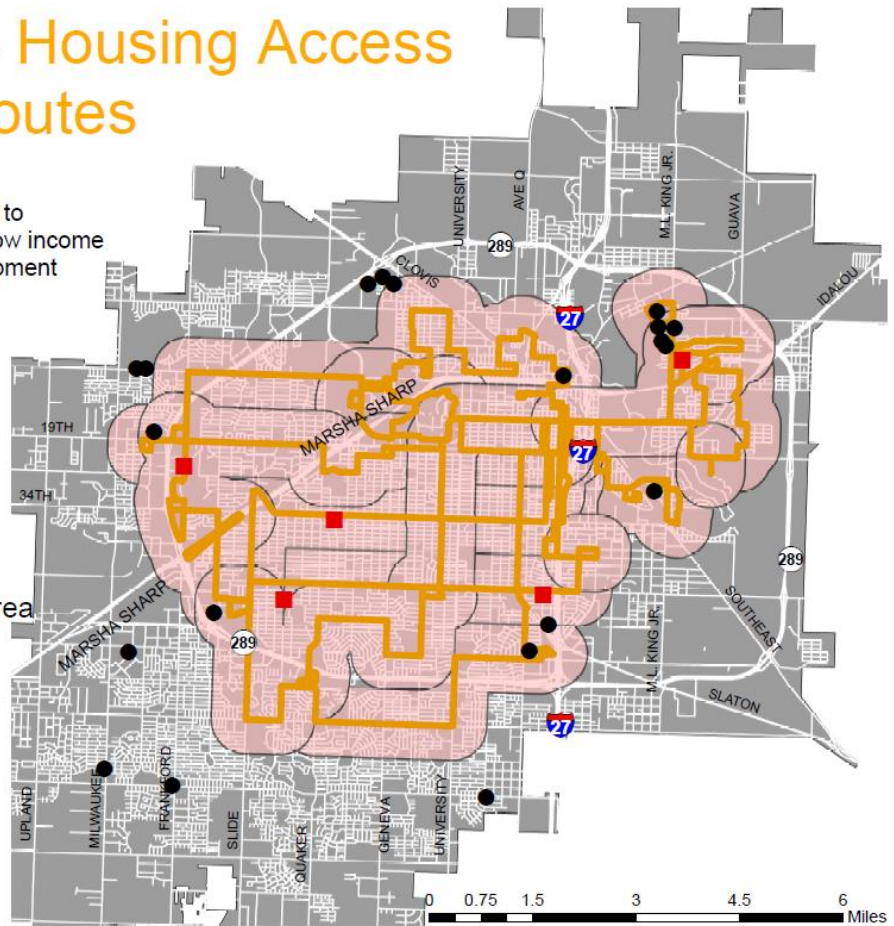 Housing Access
outes
to
ow income
opment
rea
UNIVERSITY
AVE Q
M.L. KING JR.
GUAVA
289
CLOVIS
IDALOU
27
MARSHA SHARP
19TH
27
34TH
289
MARSHA SHARP
289
SOUTHEAST
M.L. KING JR.
SLATON
27
UPLAND
MILWAUKEE
FRANKFORD
SLIDE
QUAKER
GENEVA
UNIVERSITY
0 0.75 1.5 3 4.5 6
Miles